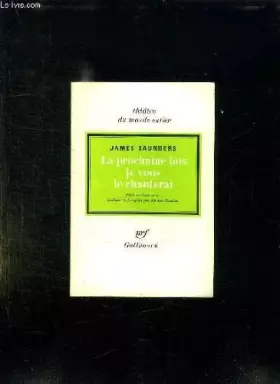 théâtre
du monde entier
JAMES SAUNDERS
La prochaine fois
je vous
le chanterai
nrf
Gallimard